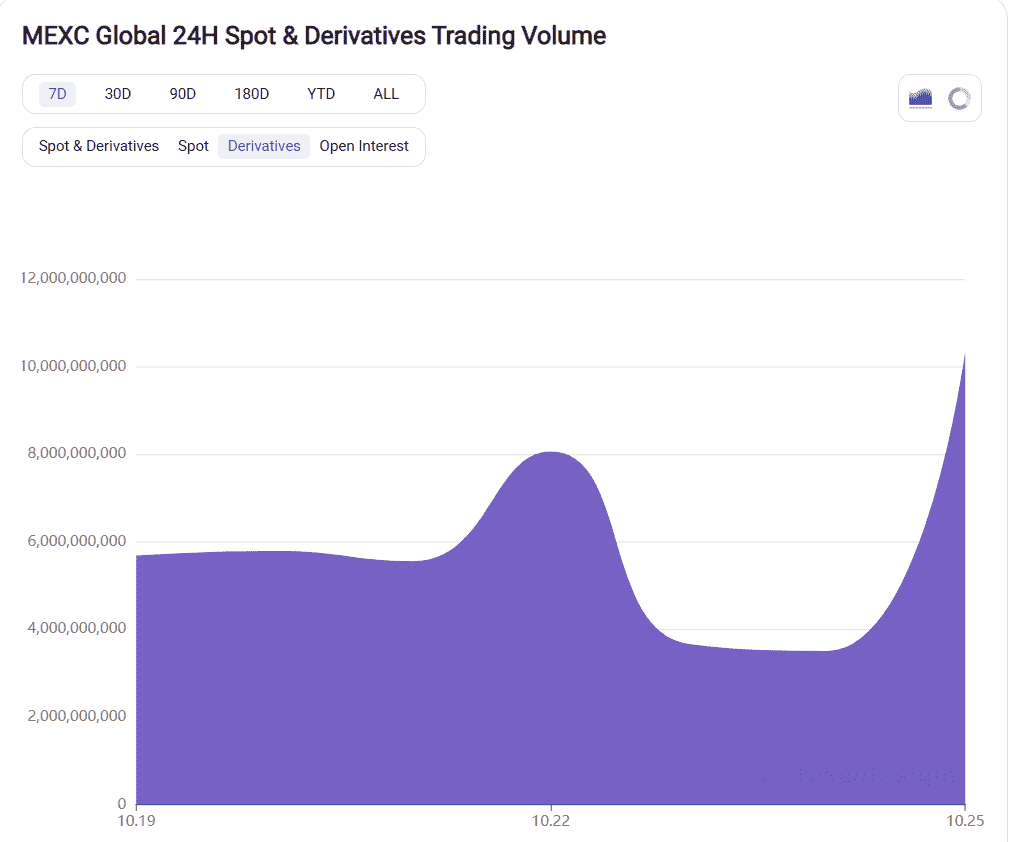 MEXC Global 24H Spot & Derivatives Trading Volume
7D 30D 90D 180D YTD ALL
Spot & Derivatives Spot Derivatives Open Interest
12,000,000,000
10,000,000,000
8,000,000,000
6,000,000,000
4,000,000,000
2,000,000,000
0
10.19 10.22 10.25